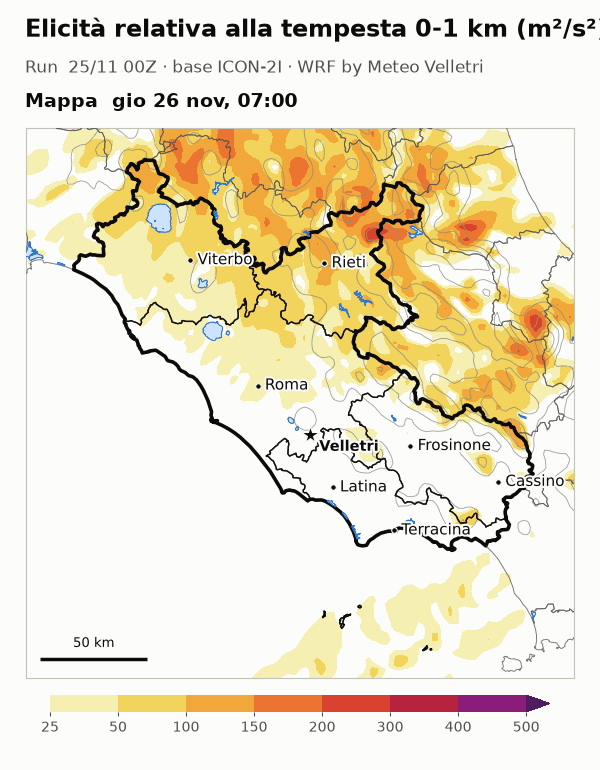 Elicità relativa alla tempesta 0-1 km (m²/s²)
Run  25/11 00Z · base ICON-2I · WRF by Meteo Velletri
Mappa  gio 26 nov, 07:00
Viterbo
Rieti
Roma
Velletri
Frosinone
Latina
Cassino
Terracina
50 km
25 50 100 150 200 300 400 500